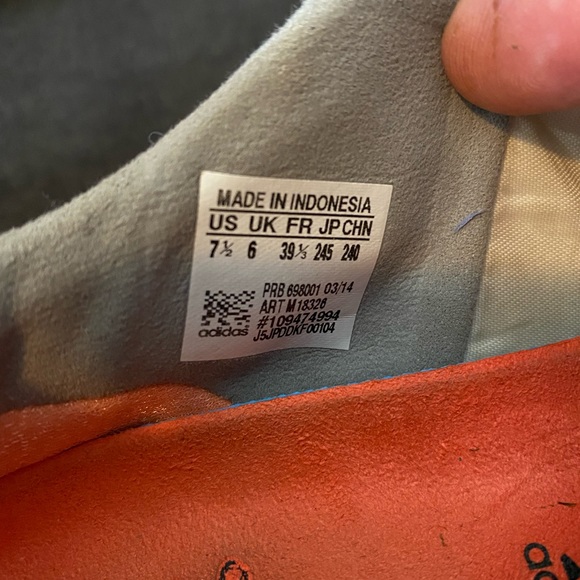 MADE IN INDONESIA
US UK FR JP CHN
7½ 6 39⅓ 245 240
PRB 698001 03/14
ART M18326
#109474994
adidas J5JPDDKF00104